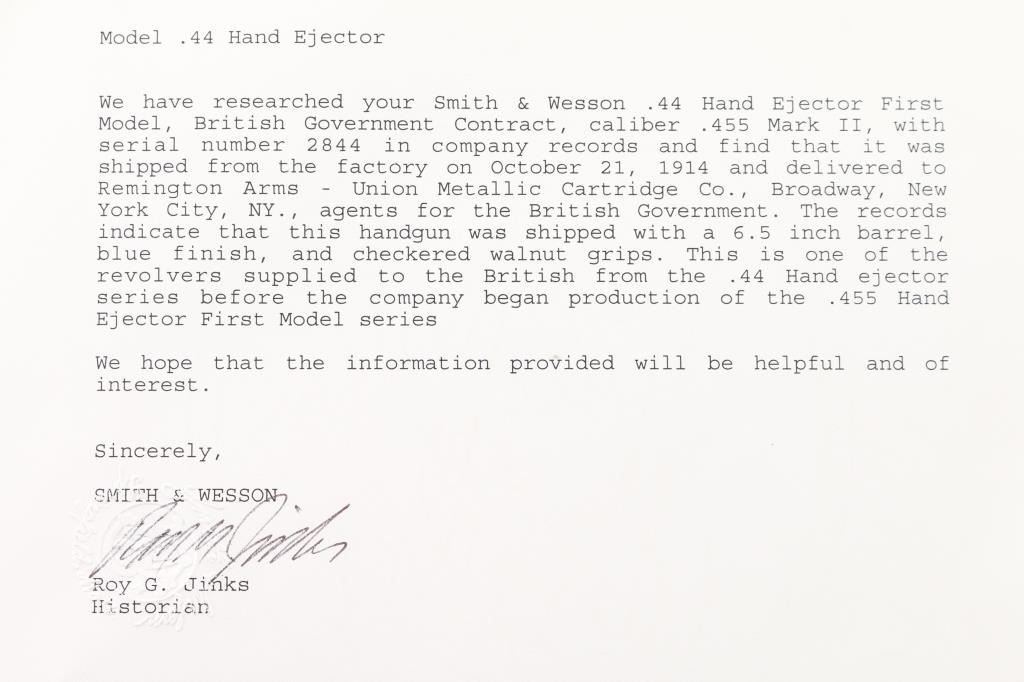 Model .44 Hand Ejector
We have researched your Smith & Wesson .44 Hand Ejector First
Model, British Government Contract, caliber .455 Mark II, with
serial number 2844 in company records and find that it was
shipped from the factory on October 21, 1914 and delivered to
Remington Arms - Union Metallic Cartridge Co., Broadway, New
York City, NY., agents for the British Government. The records
indicate that this handgun was shipped with a 6.5 inch barrel,
blue finish, and checkered walnut grips. This is one of the
revolvers supplied to the British from the .44 Hand ejector
series before the company began production of the .455 Hand
Ejector First Model series
We hope that the information provided will be helpful and of
interest.
Sincerely,
SMITH & WESSON
Roy G. Jinks
Roy G. Jinks
Historian